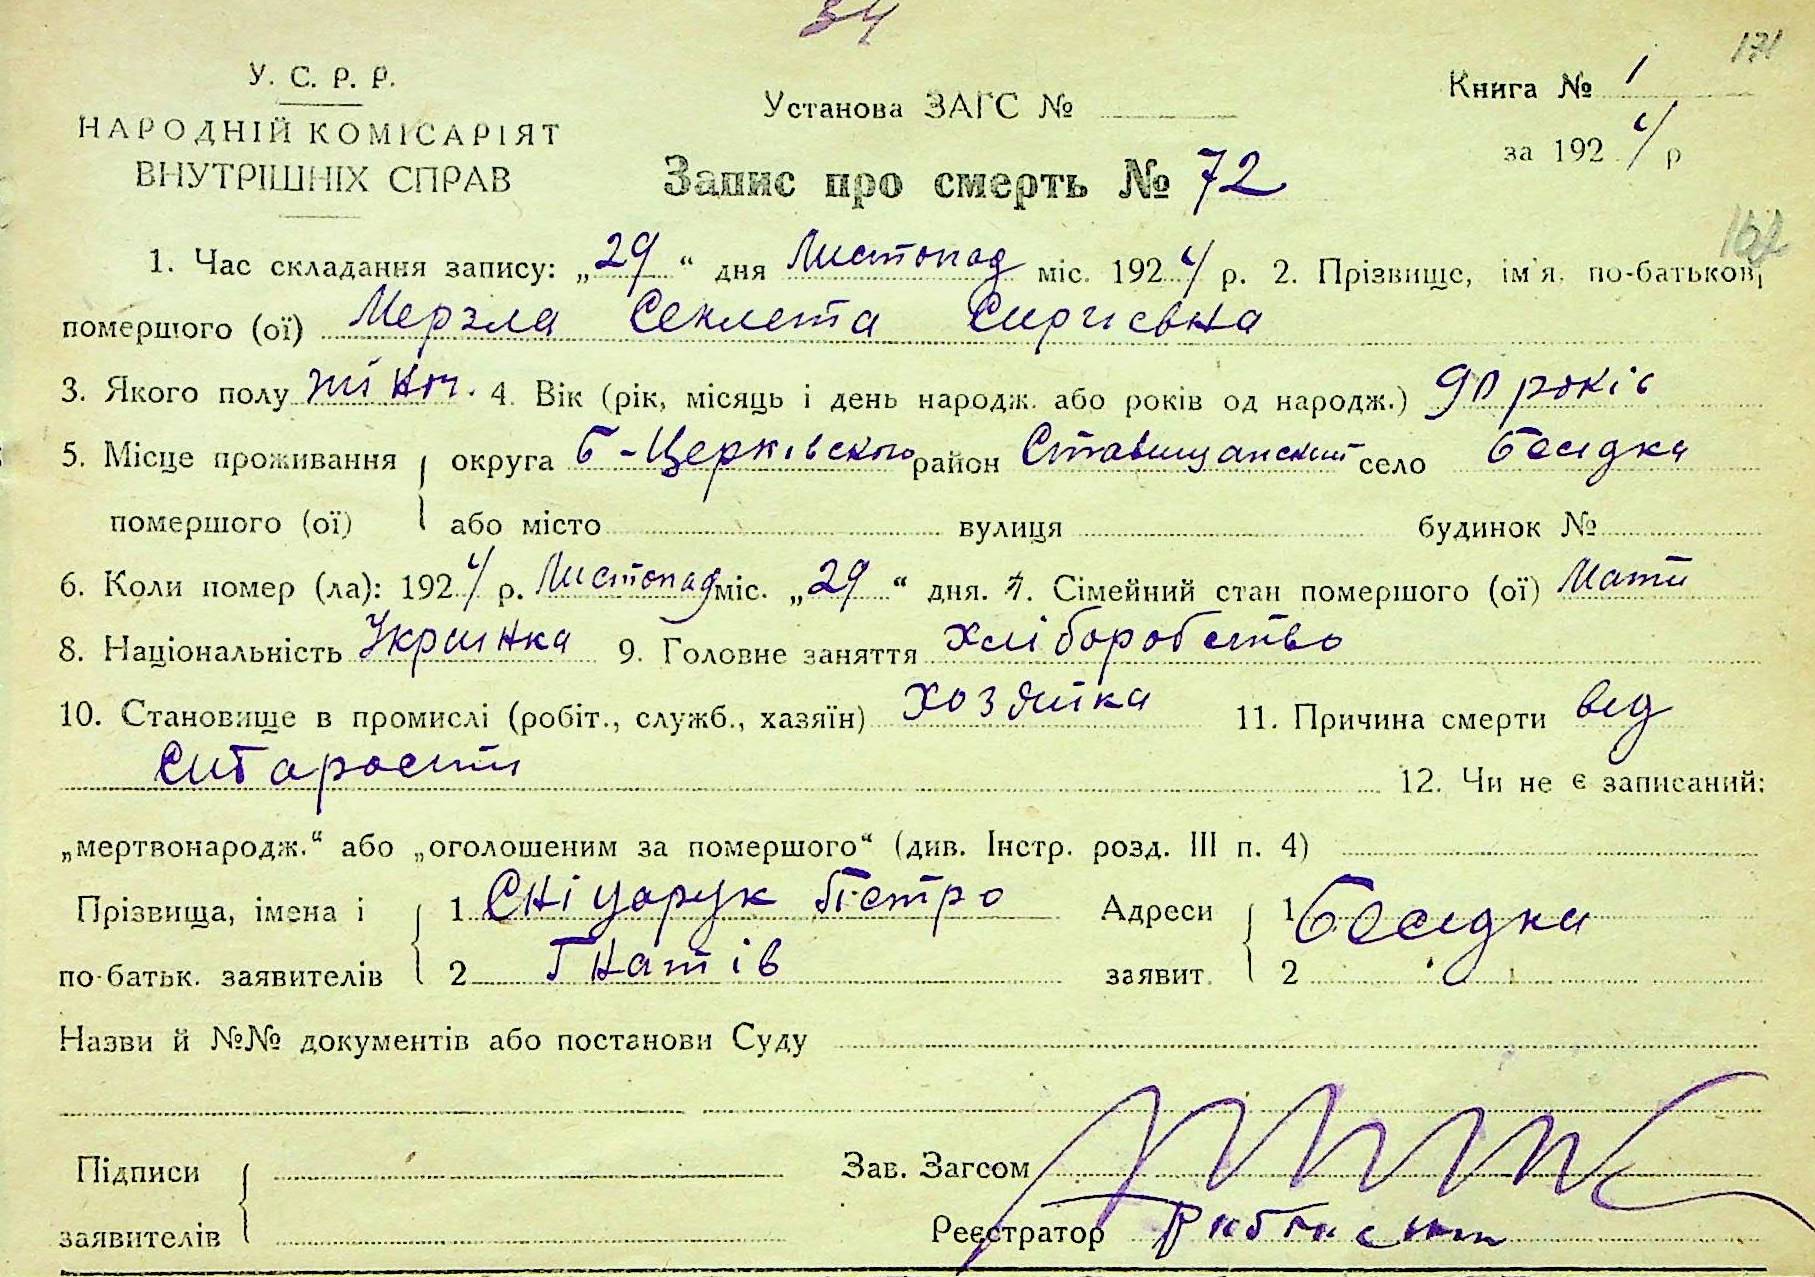 34
171
У. С. Р. Р.
НАРОДНІЙ КОМІСАРІЯТ
ВНУТРІШНІХ СПРАВ
Установа ЗАГС №
Книга № 1
за 1924 р
Запис про смерть № 72
162
1. Час складання запису: „29“ дня Листопад міс. 1924 р. 2. Прізвище, ім'я, по-батькові
помершого (ої) Мерзла Секлета Сиргієвна
3. Якого полу жіноч. 4. Вік (рік, місяць і день народж. або років од народж.) 90 років
5. Місце проживання округа Б-Церківского район Ставищанский село Бесідка
помершого (ої) або місто вулиця будинок №
6. Коли помер (ла): 1924 р. Листопад міс. „29“ дня. 7. Сімейний стан помершого (ої) Мати
8. Національність Украинка 9. Головне заняття хліборобство
10. Становище в промислі (робіт., служб., хазяїн) хозяйка 11. Причина смерти від
старости 12. Чи не є записаний:
„мертвонародж.“ або „оголошеним за помершого“ (див. Інстр. розд. III п. 4)
Прізвища, імена і 1 Сніцарук Петро Адреси 1 Бесідка
по-батьк. заявителів 2 Гнатів заявит. 2
Назви й №№ документів або постанови Суду
Підписи Зав. Загсом
заявителів Реєстратор